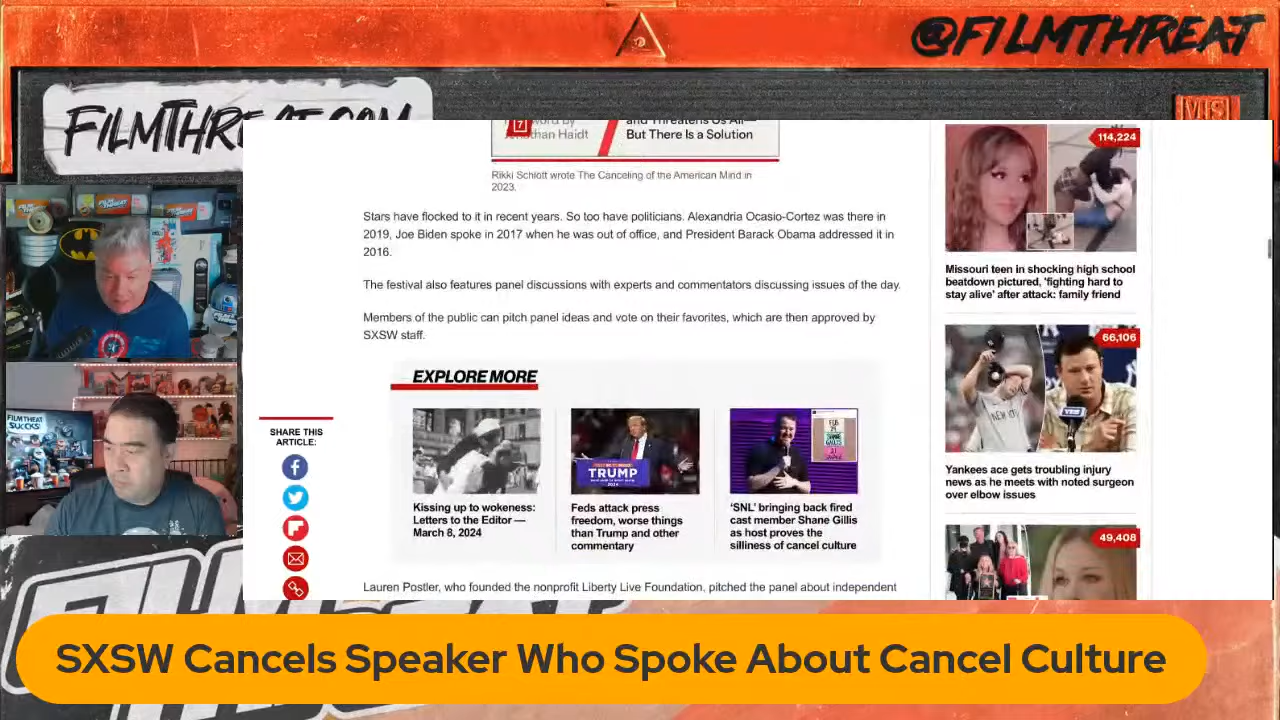 @FILMTHREAT
FILMTHREAT.COM
and Threatens Us All—
But There Is a Solution
Rikki Schlott wrote The Canceling of the American Mind in
2023.
Stars have flocked to it in recent years. So too have politicians. Alexandria Ocasio-Cortez was there in
2019, Joe Biden spoke in 2017 when he was out of office, and President Barack Obama addressed it in
2016.
The festival also features panel discussions with experts and commentators discussing issues of the day.
Members of the public can pitch panel ideas and vote on their favorites, which are then approved by
SXSW staff.
EXPLORE MORE
TRUMP
Kissing up to wokeness:
Letters to the Editor —
March 8, 2024
Feds attack press
freedom, worse things
than Trump and other
commentary
‘SNL’ bringing back fired
cast member Shane Gillis
as host proves the
silliness of cancel culture
Lauren Postler, who founded the nonprofit Liberty Live Foundation, pitched the panel about independent
SHARE THIS
ARTICLE:
114,224
Missouri teen in shocking high school
beatdown pictured, 'fighting hard to
stay alive' after attack: family friend
66,106
YES
Yankees ace gets troubling injury
news as he meets with noted surgeon
over elbow issues
49,408
FILM THREAT
SUCKS!
SXSW Cancels Speaker Who Spoke About Cancel Culture